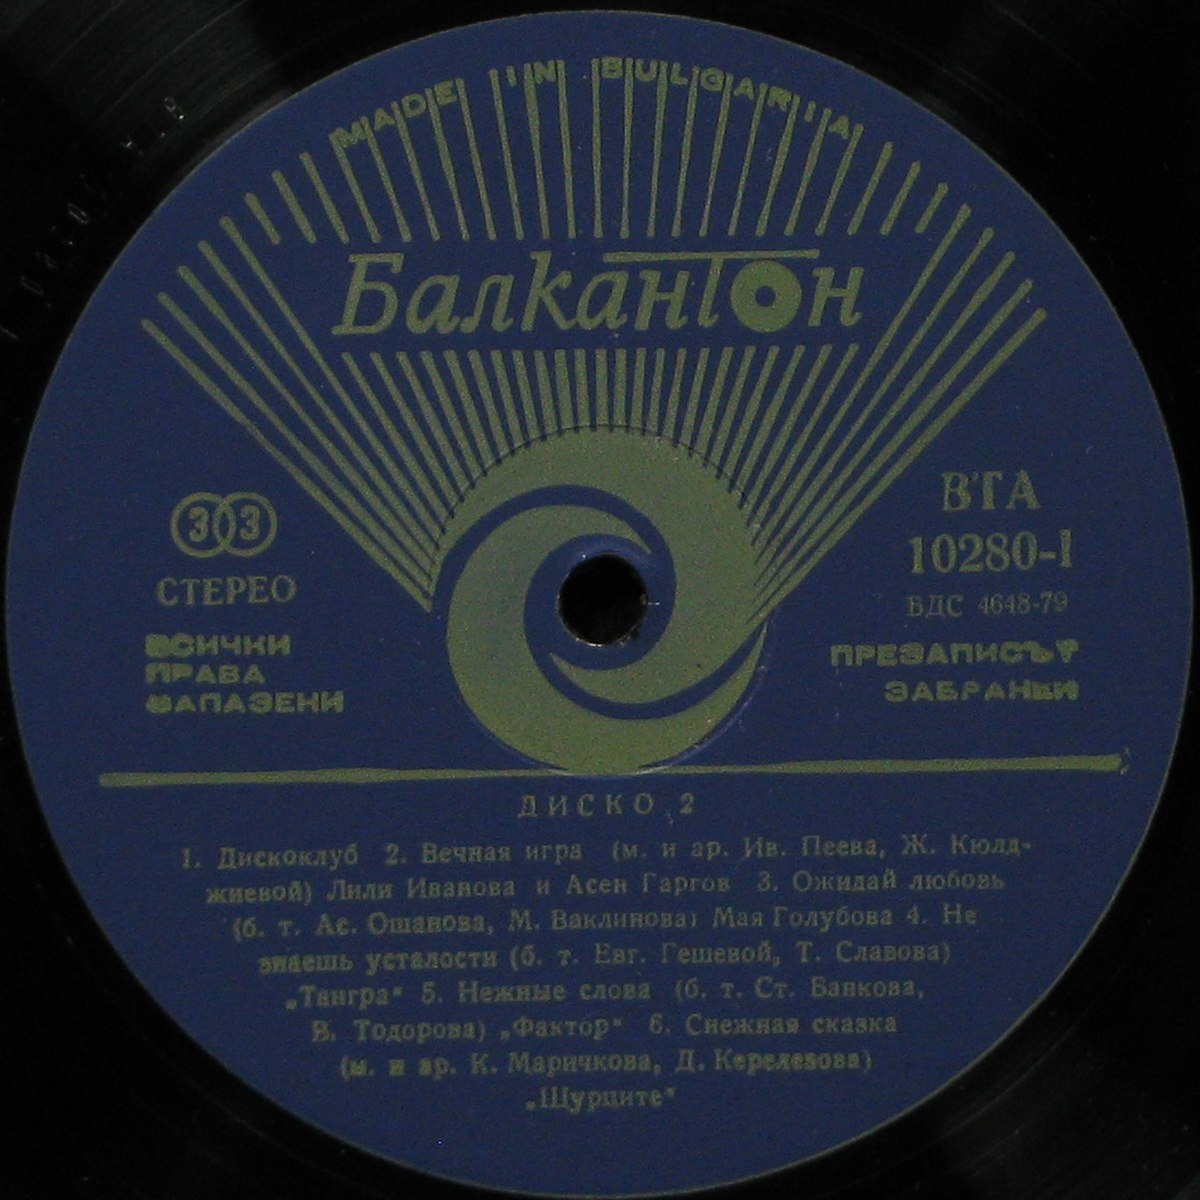 MADE IN BULGARIA
Балкантон
33
СТЕРЕО
ВСИЧКИ
ПРАВА
ЗАПАЗЕНИ
ВТА
10280-I
БДС 4648-79
ПРЕЗАПИСЪТ
ЗАБРАНЕН
ДИСКО 2
1. Дискоклуб 2. Вечная игра (м. и ар. Ив. Пеева, Ж. Кюлд-
жиевой) Лили Иванова и Асен Гаргов 3. Ожидай любовь
(б. т. Ас. Ошанова, М. Ваклинова) Мая Голубова 4. Не
знаешь усталости (б. т. Евг. Гешевой, Т. Славова)
„Тангра" 5. Нежные слова (б. т. Ст. Ванкова,
В. Тодорова) „Фактор" 6. Снежная сказка
(м. и ар. К. Маричкова, Д. Керелезова)
„Щурците"